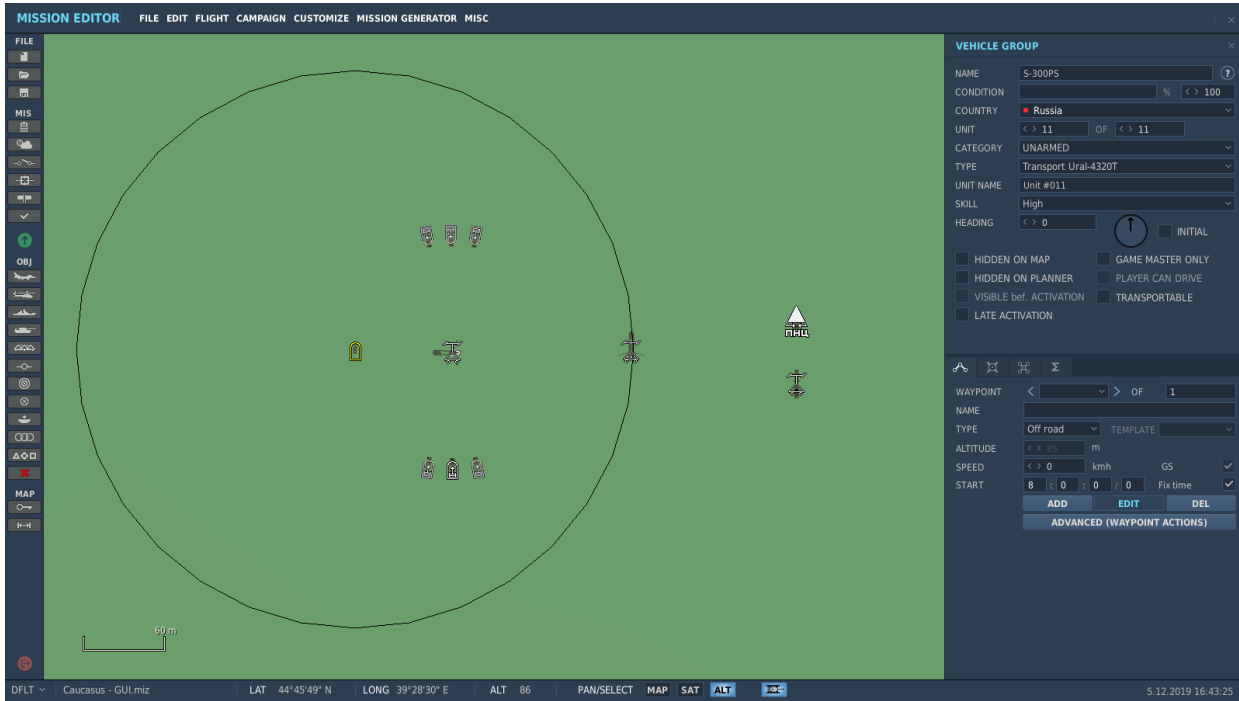 MISSION EDITOR FILE EDIT FLIGHT CAMPAIGN CUSTOMIZE MISSION GENERATOR MISC
FILE
MIS
OBJ
MAP
ПНЦ
60 m
VEHICLE GROUP
NAME S-300PS ?
CONDITION % < > 100
COUNTRY Russia
UNIT < > 11 OF < > 11
CATEGORY UNARMED
TYPE Transport Ural-4320T
UNIT NAME Unit #011
SKILL High
HEADING < > 0 INITIAL
HIDDEN ON MAP GAME MASTER ONLY
HIDDEN ON PLANNER PLAYER CAN DRIVE
VISIBLE bef. ACTIVATION TRANSPORTABLE
LATE ACTIVATION
WAYPOINT < > OF 1
NAME
TYPE Off road TEMPLATE
ALTITUDE < > 85 m
SPEED < > 0 kmh GS
START 8 : 0 : 0 / 0 Fix time
ADD EDIT DEL
ADVANCED (WAYPOINT ACTIONS)
DFLT Caucasus - GUI.miz LAT 44°45'49" N LONG 39°28'30" E ALT 86 PAN/SELECT MAP SAT ALT 5.12.2019 16:43:25